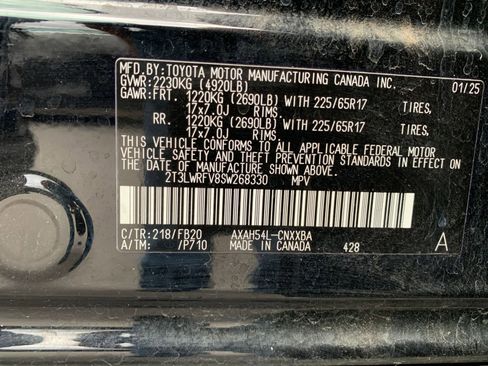 MFD.BY:TOYOTA MOTOR MANUFACTURING CANADA INC. 01/25
GVWR:2230KG (4920LB)
GAWR:FRT. 1220KG (2690LB) WITH 225/65R17 TIRES,
17x7.0J RIMS,
RR. 1220KG (2690LB) WITH 225/65R17 TIRES,
17x7.0J RIMS.
THIS VEHICLE CONFORMS TO ALL APPLICABLE FEDERAL MOTOR
VEHICLE SAFETY AND THEFT PREVENTION STANDARDS IN EFFECT
ON THE DATE OF MANUFACTURE SHOWN ABOVE.
2T3LWRFV8SW268330 MPV
C/TR:218/FB20 AXAH54L-CNXXBA
A/TM: /P710 MADE IN CANADA 428 A